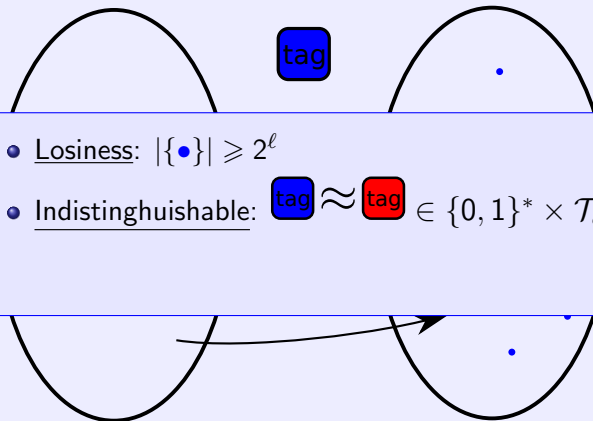 tag
Losiness: |{•}| ⩾ 2^ℓ
Indistinghuishable: tag ≈ tag ∈ {0, 1}* × 𝒯